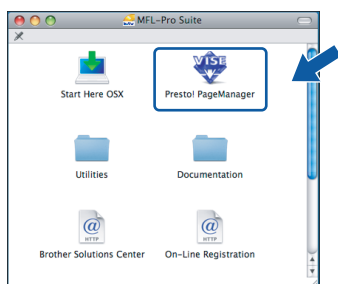 MFL-Pro Suite
VISE
Start Here OSX
Presto! PageManager
Utilities
Documentation
@
HTTP
@
HTTP
Brother Solutions Center
On-Line Registration